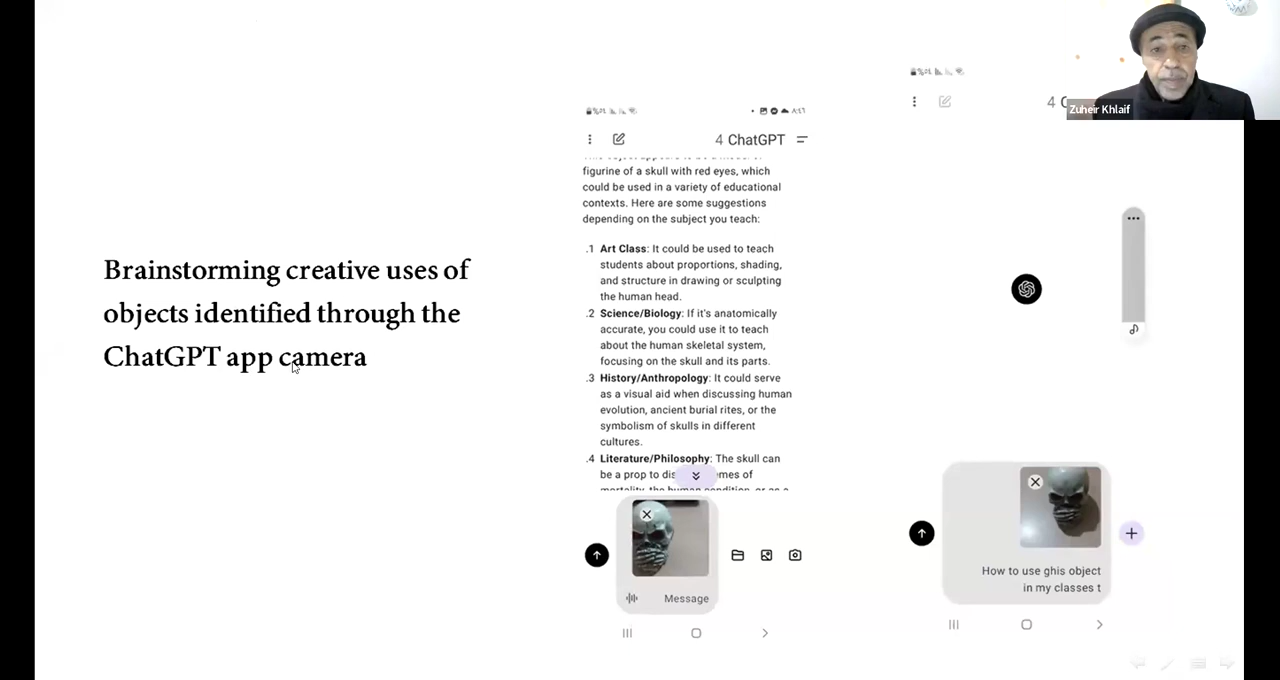 Zuheir Khlaif
Brainstorming creative uses of
objects identified through the
ChatGPT app camera
4 ChatGPT
figurine of a skull with red eyes, which
could be used in a variety of educational
contexts. Here are some suggestions
depending on the subject you teach:
.1 Art Class: It could be used to teach
students about proportions, shading,
and structure in drawing or sculpting
the human head.
.2 Science/Biology: If it's anatomically
accurate, you could use it to teach
about the human skeletal system,
focusing on the skull and its parts.
.3 History/Anthropology: It could serve
as a visual aid when discussing human
evolution, ancient burial rites, or the
symbolism of skulls in different
cultures.
.4 Literature/Philosophy: The skull can
be a prop to
Message
4 C
How to use ghis object
in my classes t